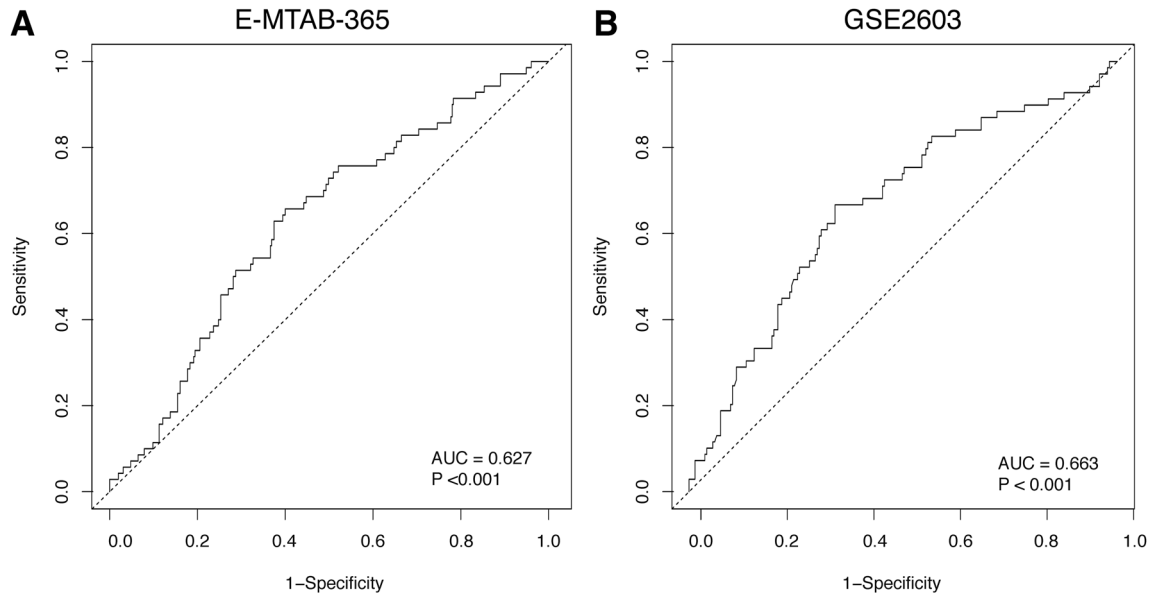 A
E-MTAB-365
1.0
0.8
0.6
0.4
0.2
0.0
Sensitivity
AUC = 0.627
P <0.001
0.0 0.2 0.4 0.6 0.8 1.0
1−Specificity
B
GSE2603
1.0
0.8
0.6
0.4
0.2
0.0
Sensitivity
AUC = 0.663
P < 0.001
0.0 0.2 0.4 0.6 0.8 1.0
1−Specificity